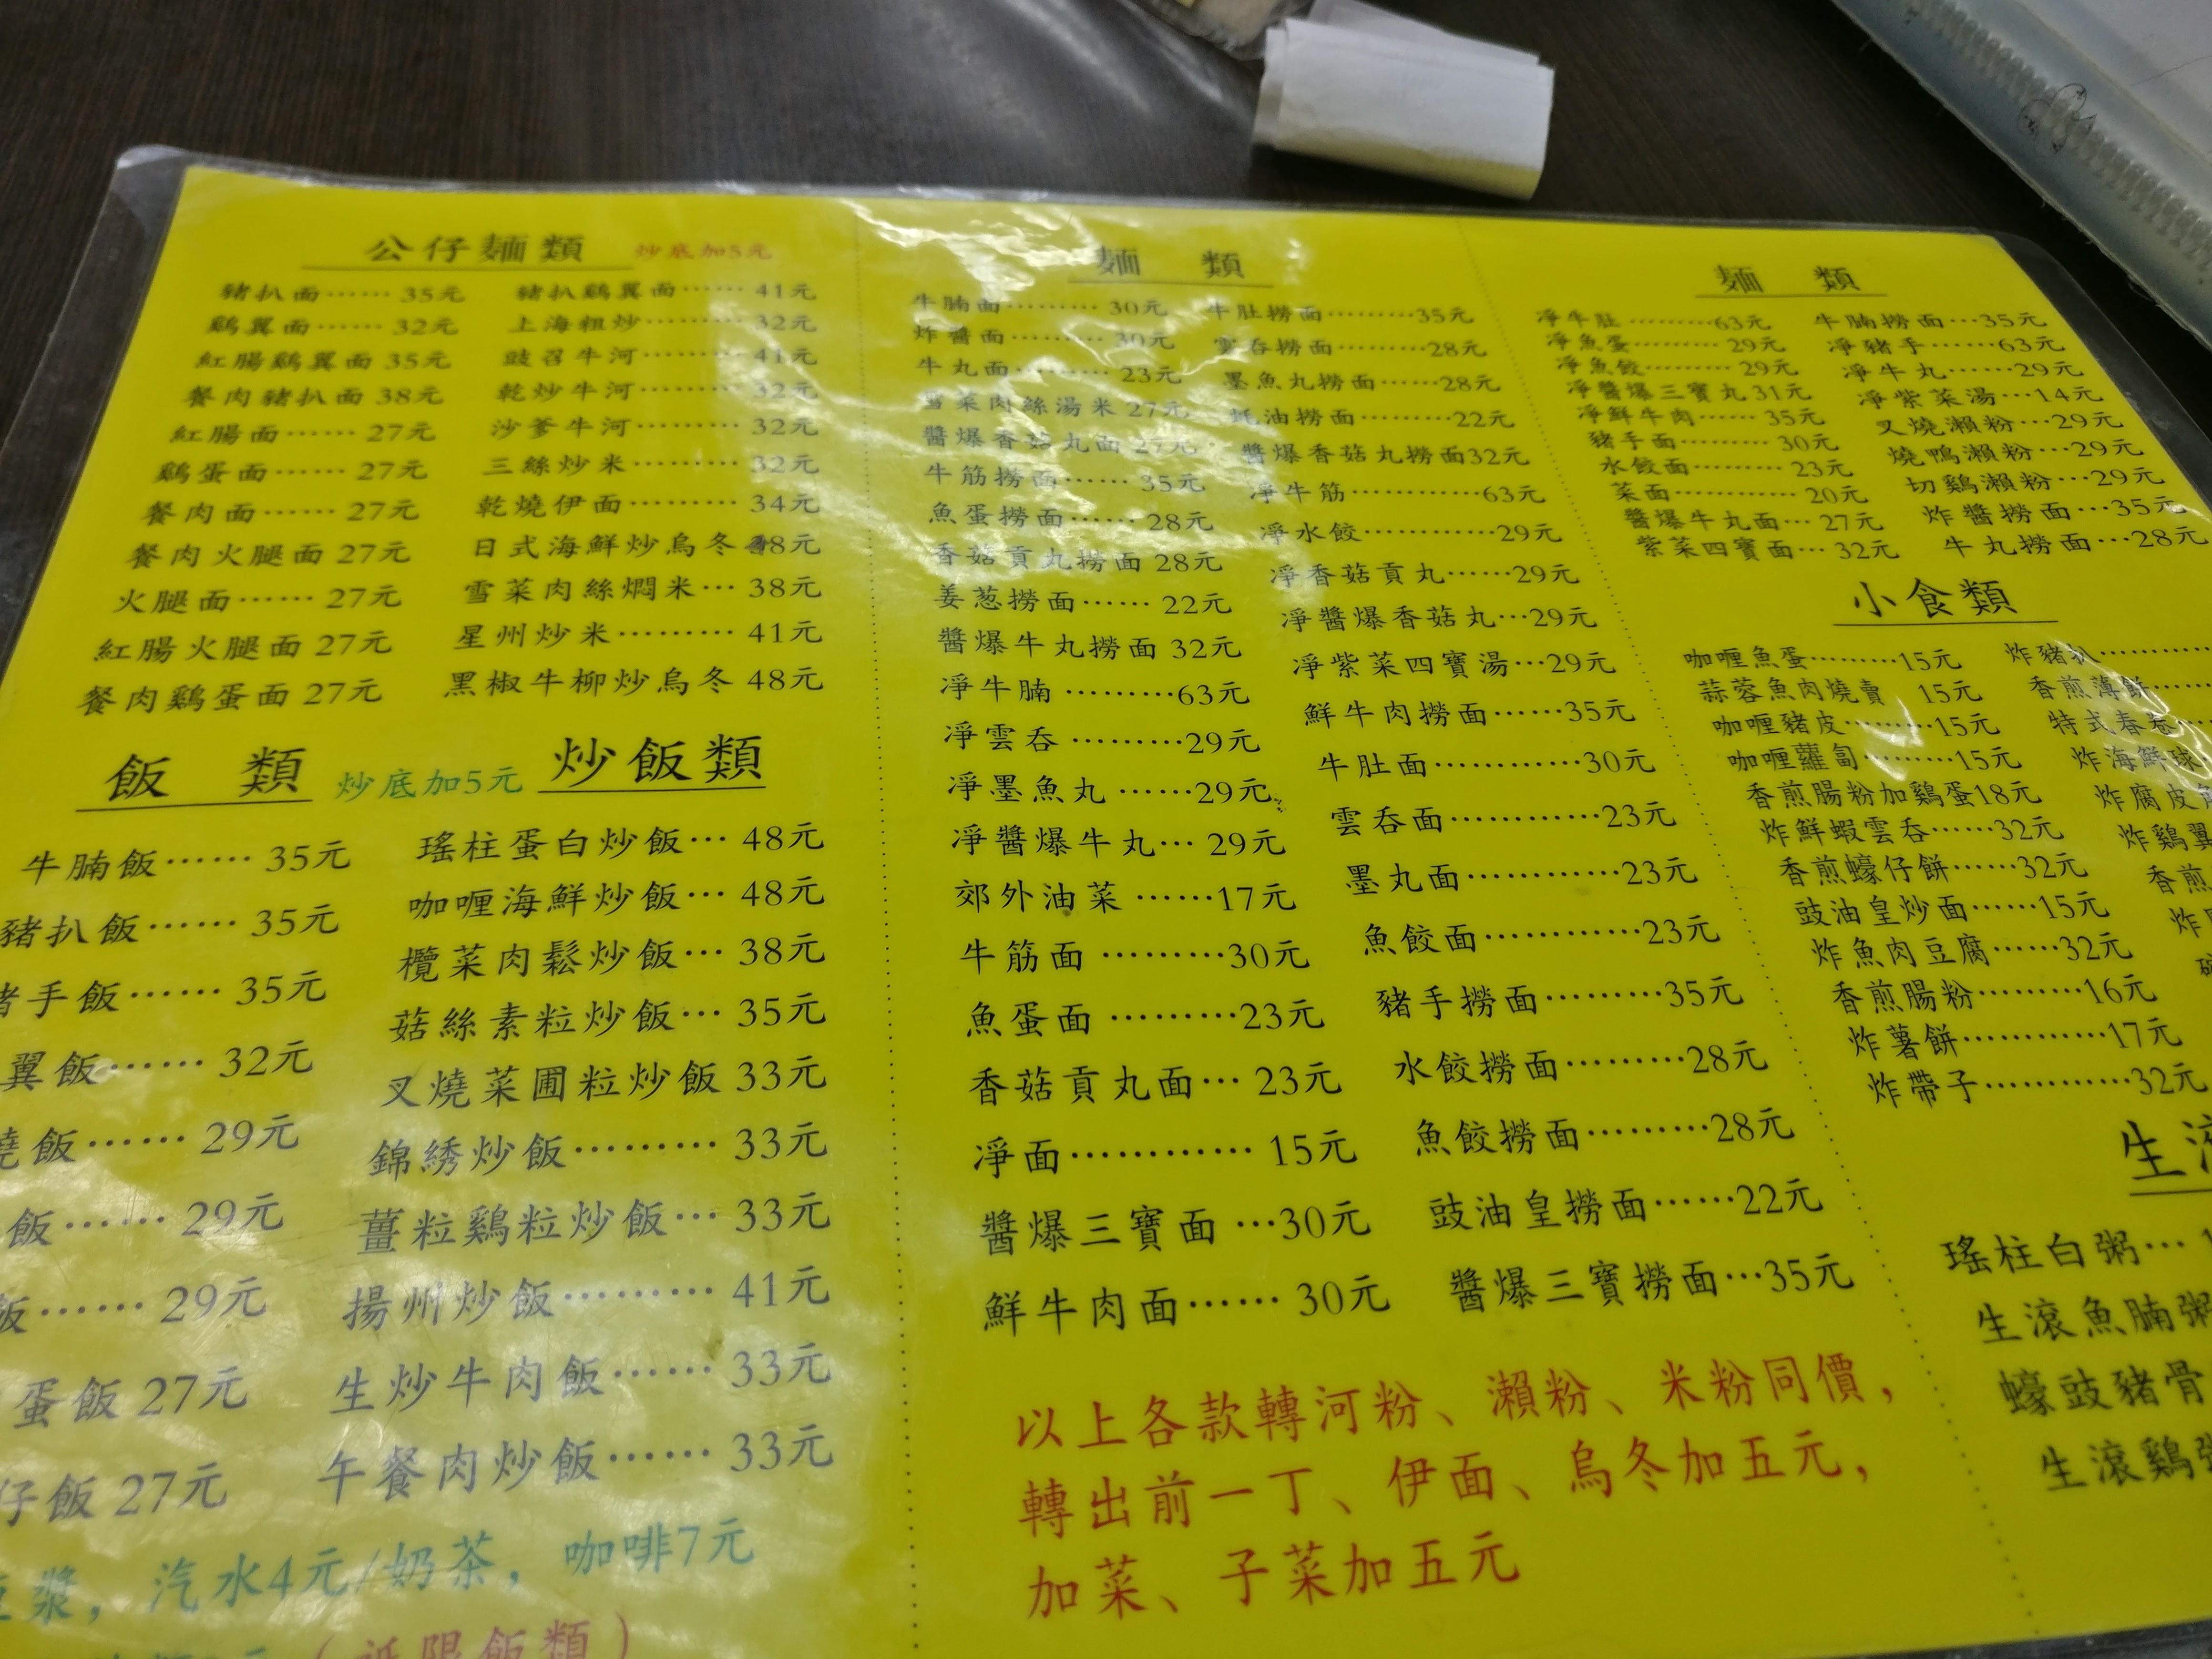 公仔麵類 炒底加5元
豬扒面…… 35元
鷄翼面…… 32元
紅腸鷄翼面 35元
餐肉豬扒面 38元
紅腸面…… 27元
鷄蛋面…… 27元
餐肉面…… 27元
餐肉火腿面 27元
火腿面…… 27元
紅腸火腿面 27元
餐肉鷄蛋面 27元
豬扒鷄翼面…… 41元
上海粗炒……… 32元
豉召牛河……… 41元
乾炒牛河……… 32元
沙爹牛河……… 32元
三絲炒米……… 32元
乾燒伊面……… 34元
日式海鮮炒烏冬 48元
雪菜肉絲燜米… 38元
星州炒米……… 41元
黑椒牛柳炒烏冬 48元
飯 類 炒底加5元
牛腩飯…… 35元
豬扒飯…… 35元
手飯…… 35元
翼飯…… 32元
燒飯…… 29元
飯…… 29元
飯…… 29元
蛋飯 27元
仔飯 27元
炒飯類
瑤柱蛋白炒飯… 48元
咖喱海鮮炒飯… 48元
欖菜肉鬆炒飯… 38元
菇絲素粒炒飯… 35元
叉燒菜圃粒炒飯 33元
錦綉炒飯……… 33元
薑粒鷄粒炒飯… 33元
揚州炒飯……… 41元
生炒牛肉飯…… 33元
午餐肉炒飯…… 33元
漿，汽水4元/奶茶，咖啡7元
（祗限飯類）
麵 類
牛腩面……… 30元
炸醬面……… 30元
牛丸面……… 23元
雪菜肉絲湯米 27元
醬爆香菇丸面 27元
牛筋撈面…… 35元
魚蛋撈面…… 28元
香菇貢丸撈面 28元
姜葱撈面…… 22元
醬爆牛丸撈面 32元
凈牛腩 ………63元
凈雲吞 ………29元
凈墨魚丸 ……29元
凈醬爆牛丸… 29元
郊外油菜 ……17元
牛筋面 ………30元
魚蛋面 ………23元
香菇貢丸面… 23元
凈面………… 15元
醬爆三寶面 …30元
鮮牛肉面…… 30元
牛肚撈面………35元
雲吞撈面………28元
墨魚丸撈面……28元
蚝油撈面………22元
醬爆香菇丸撈面32元
凈牛筋…………63元
凈水餃…………29元
凈香菇貢丸……29元
凈醬爆香菇丸…29元
凈紫菜四寶湯…29元
鮮牛肉撈面……35元
牛肚面…………30元
雲吞面…………23元
墨丸面…………23元
魚餃面…………23元
豬手撈面………35元
水餃撈面………28元
魚餃撈面………28元
豉油皇撈面……22元
醬爆三寶撈面…35元
以上各款轉河粉、瀨粉、米粉同價，
轉出前一丁、伊面、烏冬加五元，
加菜、子菜加五元
麵 類
凈牛肚 ………63元
凈魚蛋……… 29元
凈魚餃……… 29元
凈醬爆三寶丸 31元
凈鮮牛肉…… 35元
豬手面……… 30元
水餃面……… 23元
菜面………… 20元
醬爆牛丸面… 27元
紫菜四寶面… 32元
牛腩撈面…35元
凈豬手……63元
凈牛丸……29元
凈紫菜湯…14元
叉燒瀨粉…29元
燒鴨瀨粉…29元
切鷄瀨粉…29元
炸醬撈面…35元
牛丸撈面…28元
小食類
咖喱魚蛋………15元
蒜蓉魚肉燒賣 15元
咖喱豬皮………15元
咖喱蘿蔔………15元
香煎腸粉加鷄蛋18元
炸鮮蝦雲吞……32元
香煎蠔仔餅……32元
豉油皇炒面……15元
炸魚肉豆腐……32元
香煎腸粉………16元
炸薯餅…………17元
炸帶子…………32元
炸豬扒…………
香煎薄餅……
特式春卷
炸海鮮球
炸腐皮
炸鷄翼
香煎
炸
生滾
瑤柱白粥…
生滾魚腩粥
蠔豉豬骨
生滾鷄